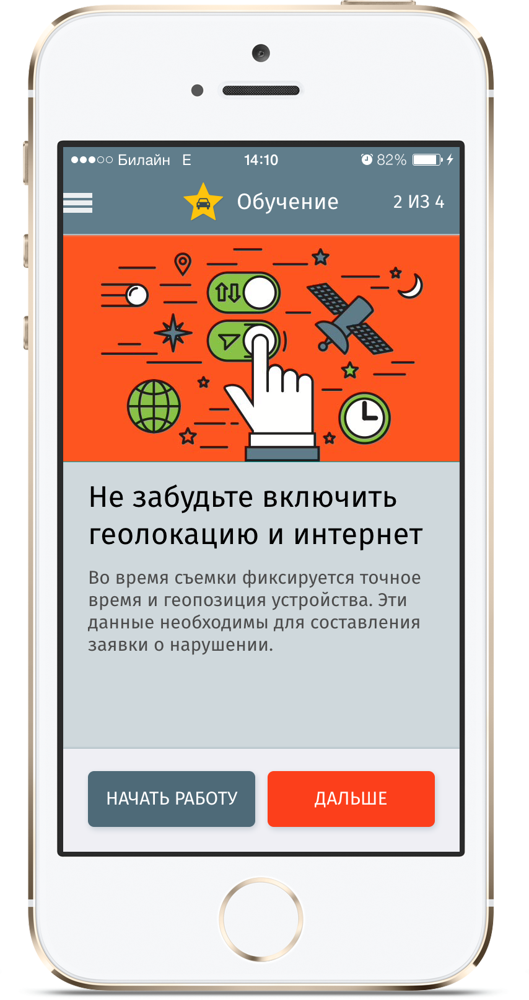 Билайн E 14:10 82%
Обучение 2 ИЗ 4
Не забудьте включить
геолокацию и интернет
Во время съемки фиксируется точное
время и геопозиция устройства. Эти
данные необходимы для составления
заявки о нарушении.
НАЧАТЬ РАБОТУ ДАЛЬШЕ